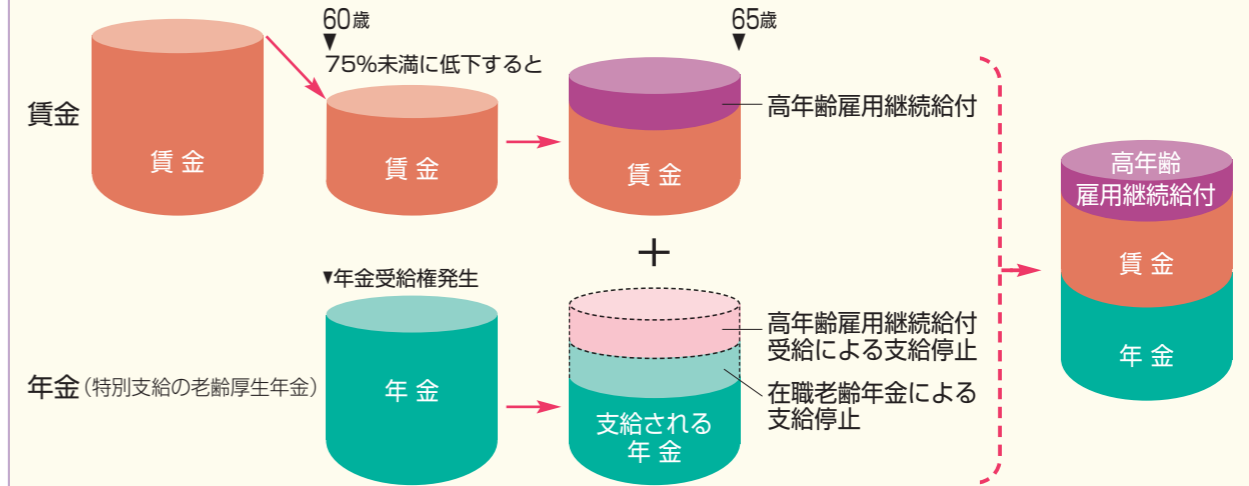 60歳
65歳
75%未満に低下すると
賃金
賃 金
賃 金
賃 金
高年齢雇用継続給付
+
▼年金受給権発生
年金(特別支給の老齢厚生年金)
年 金
高年齢雇用継続給付
受給による支給停止
在職老齢年金による
支給停止
支給される
年 金
高年齢
雇用継続給付
賃 金
年 金